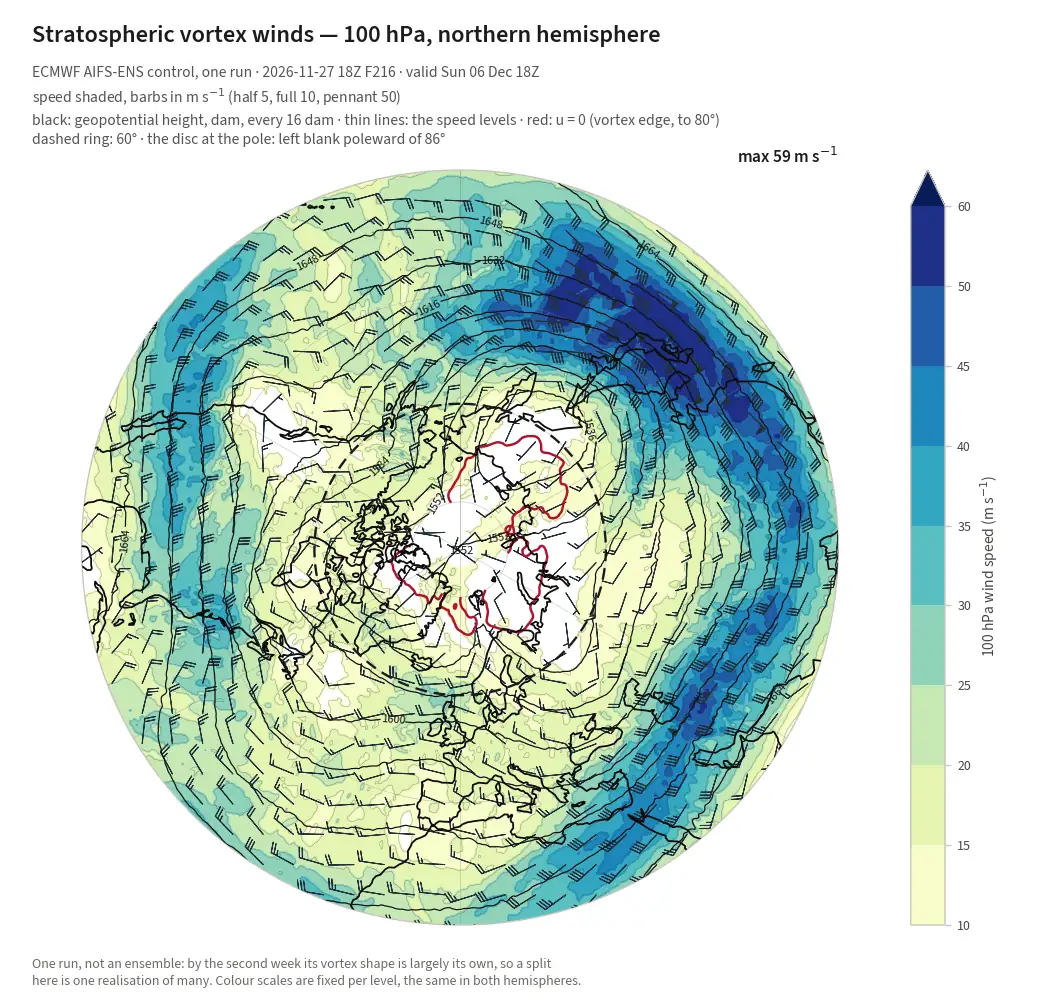 Stratospheric vortex winds — 100 hPa, northern hemisphere
ECMWF AIFS-ENS control, one run · 2026-11-27 18Z F216 · valid Sun 06 Dec 18Z
speed shaded, barbs in m s⁻¹ (half 5, full 10, pennant 50)
black: geopotential height, dam, every 16 dam · thin lines: the speed levels · red: u = 0 (vortex edge, to 80°)
dashed ring: 60° · the disc at the pole: left blank poleward of 86°
max 59 m s⁻¹
60
50
45
40
35
30
25
20
15
10
100 hPa wind speed (m s⁻¹)
1648
1664
1648
1632
1616
1536
1584
1552
1552
1664
1600
One run, not an ensemble: by the second week its vortex shape is largely its own, so a split
here is one realisation of many. Colour scales are fixed per level, the same in both hemispheres.